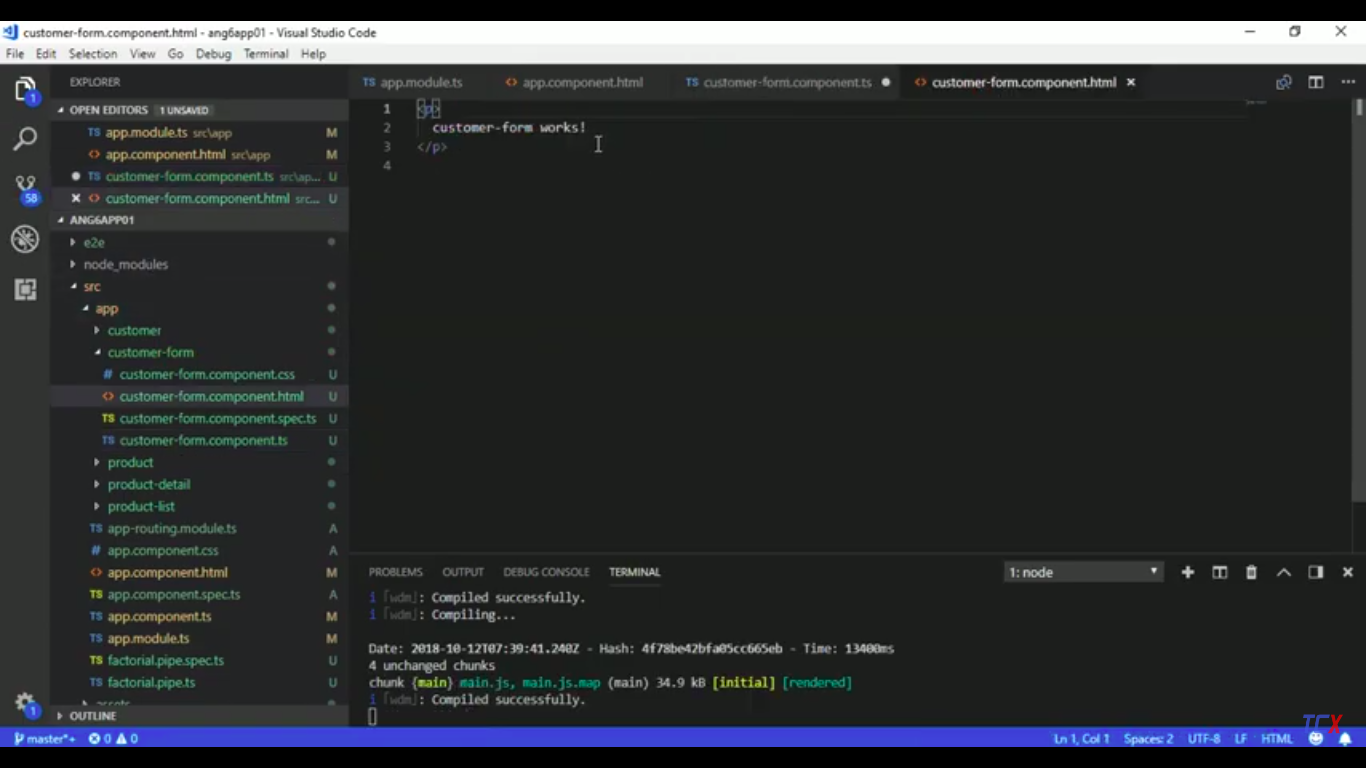 customer-form.component.html - ang6app01 - Visual Studio Code
File Edit Selection View Go Debug Terminal Help
EXPLORER
OPEN EDITORS 1 UNSAVED
TS app.module.ts src\app M
<> app.component.html src\app M
TS customer-form.component.ts src\ap... U
<> customer-form.component.html src... U
ANG6APP01
e2e
node_modules
src
app
customer
customer-form
# customer-form.component.css U
<> customer-form.component.html U
TS customer-form.component.spec.ts U
TS customer-form.component.ts U
product
product-detail
product-list
TS app-routing.module.ts A
# app.component.css A
<> app.component.html M
TS app.component.spec.ts A
TS app.component.ts M
TS app.module.ts M
TS factorial.pipe.spec.ts U
TS factorial.pipe.ts U
assets
OUTLINE
1
58
1
TS app.module.ts <> app.component.html TS customer-form.component.ts <> customer-form.component.html
1 <p>
2 customer-form works!
3 </p>
4
PROBLEMS OUTPUT DEBUG CONSOLE TERMINAL 1: node
i 「wdm」: Compiled successfully.
i 「wdm」: Compiling...
Date: 2018-10-12T07:39:41.240Z - Hash: 4f78be42bfa05cc665eb - Time: 13400ms
4 unchanged chunks
chunk {main} main.js, main.js.map (main) 34.9 kB [initial] [rendered]
i 「wdm」: Compiled successfully.
TCX
master*+ 0 0 Ln 1, Col 1 Spaces: 2 UTF-8 LF HTML